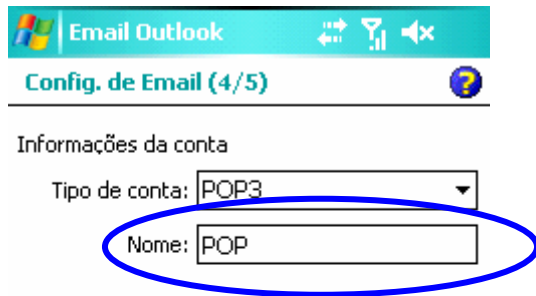 Email Outlook
Config. de Email (4/5)
Informações da conta
Tipo de conta: POP3
Nome: POP